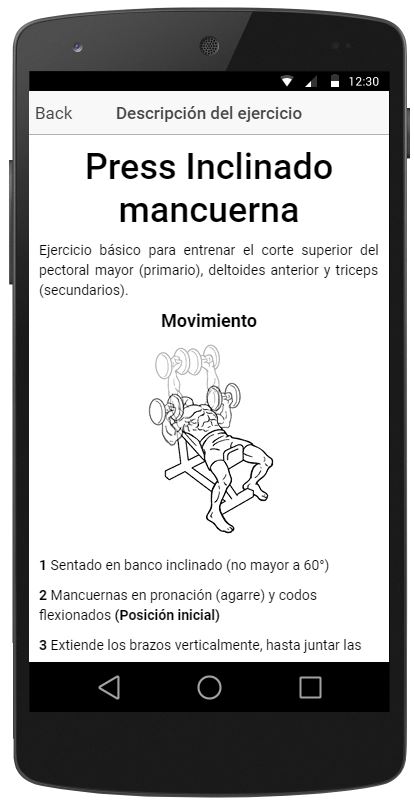 12:30
Back
Descripción del ejercicio
Press Inclinado
mancuerna
Ejercicio básico para entrenar el corte superior del
pectoral mayor (primario), deltoides anterior y triceps
(secundarios).
Movimiento
1 Sentado en banco inclinado (no mayor a 60°)
2 Mancuernas en pronación (agarre) y codos
flexionados (Posición inicial)
3 Extiende los brazos verticalmente, hasta juntar las